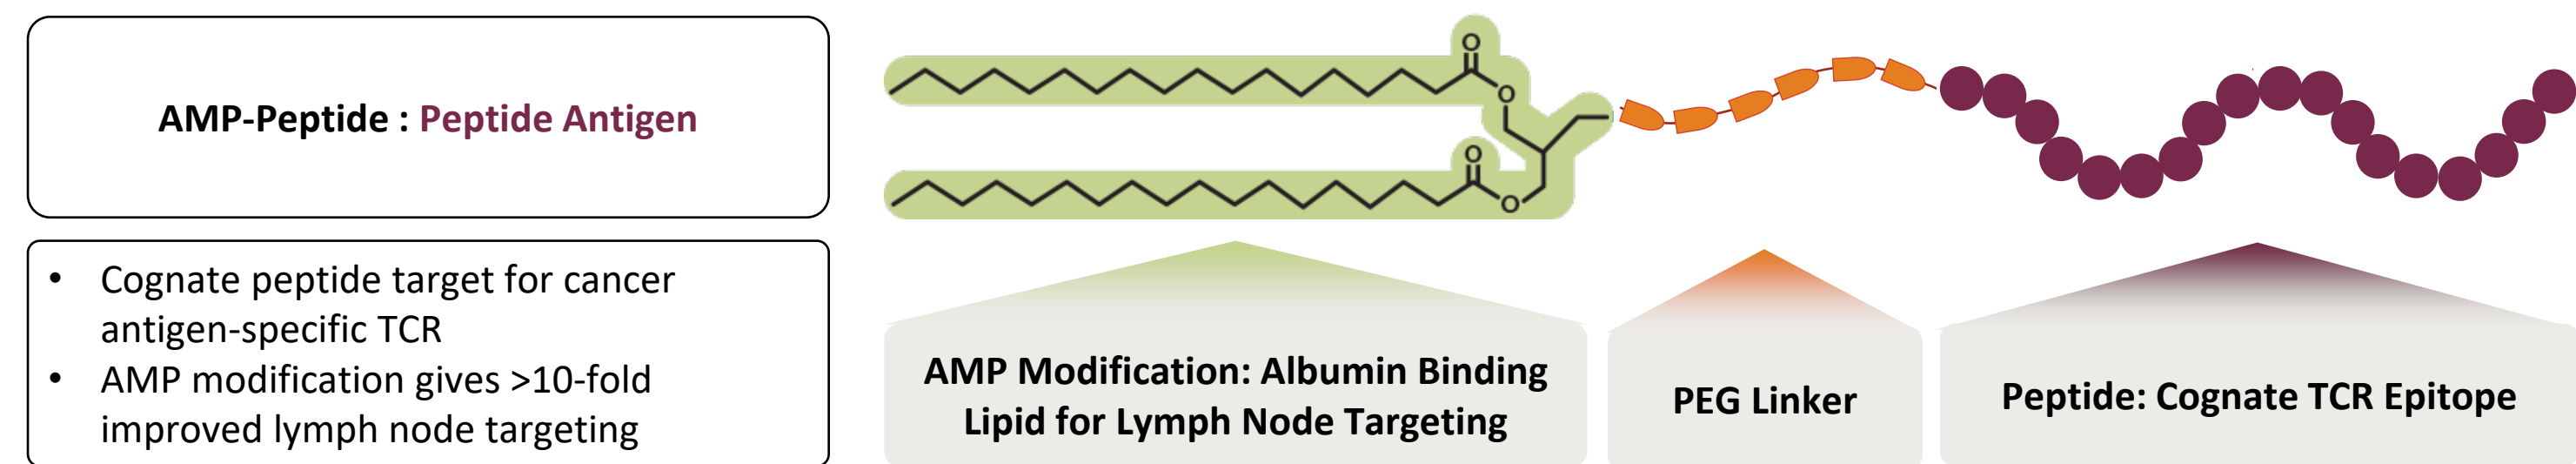 AMP-Peptide : Peptide Antigen
• Cognate peptide target for cancer
antigen-specific TCR
• AMP modification gives >10-fold
improved lymph node targeting
O
O
O
O
AMP Modification: Albumin Binding
Lipid for Lymph Node Targeting
PEG Linker
Peptide: Cognate TCR Epitope